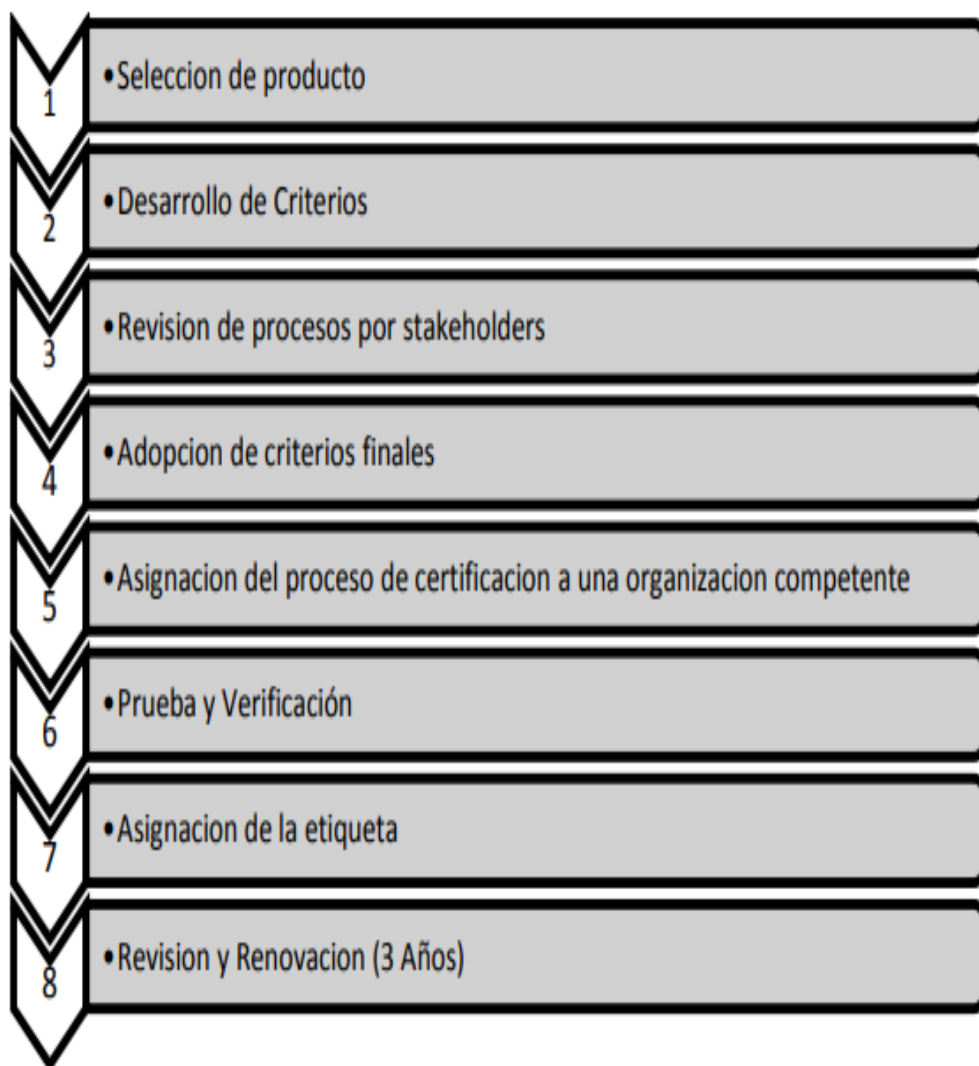 1
•Seleccion de producto
2
•Desarrollo de Criterios
3
•Revision de procesos por stakeholders
4
•Adopcion de criterios finales
5
•Asignacion del proceso de certificacion a una organizacion competente
6
•Prueba y Verificación
7
•Asignacion de la etiqueta
8
•Revision y Renovacion (3 Años)